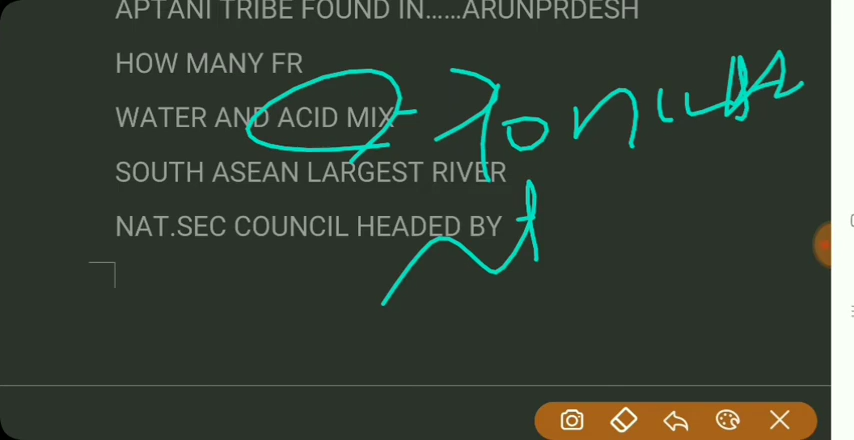 APTANI TRIBE FOUND IN......ARUNPRDESH
HOW MANY FR
WATER AND ACID MIX
SOUTH ASEAN LARGEST RIVER
NAT.SEC COUNCIL HEADED BY